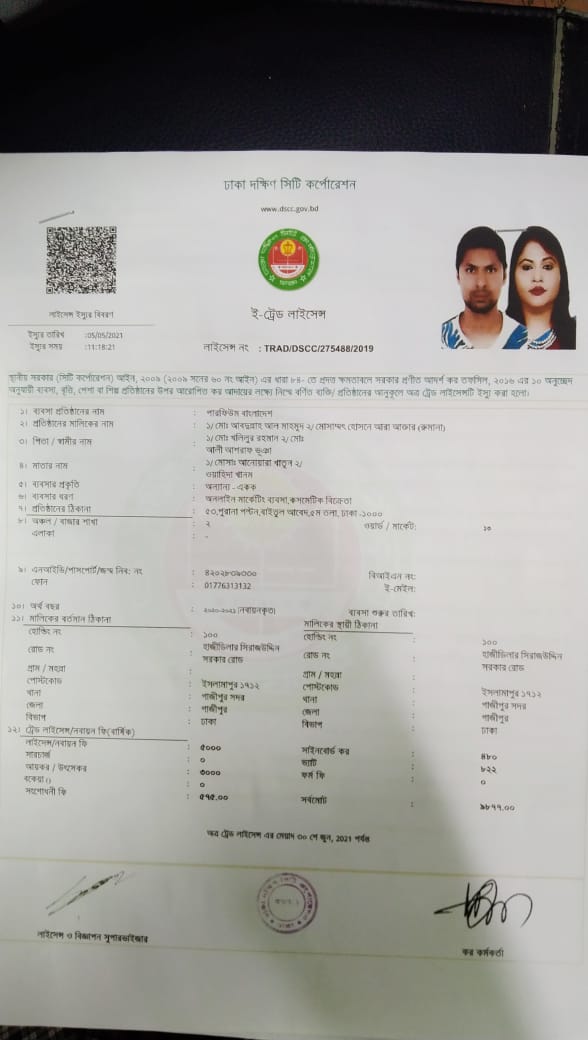 ঢাকা দক্ষিণ সিটি কর্পোরেশন
www.dscc.gov.bd
ই-ট্রেড লাইসেন্স
লাইসেন্স ইস্যুর বিবরণ
ইস্যুর তারিখ :05/05/2021
ইস্যুর সময় :11:18:21
লাইসেন্স নং : TRAD/DSCC/275488/2019
স্থানীয় সরকার (সিটি কর্পোরেশন) আইন, ২০০৯ (২০০৯ সনের ৬০ নং আইন) এর ধারা ৮৪- তে প্রদত্ত ক্ষমতাবলে সরকার প্রণীত আদর্শ কর তফসিল, ২০১৬ এর ১০ অনুচ্ছেদ
অনুযায়ী ব্যবসা, বৃত্তি, পেশা বা শিল্প প্রতিষ্ঠানের উপর আরোপিত কর আদায়ের লক্ষ্যে নিম্নে বর্ণিত ব্যক্তি/ প্রতিষ্ঠানের অনুকূলে অত্র ট্রেড লাইসেন্সটি ইস্যু করা হলো।
১। ব্যবসা প্রতিষ্ঠানের নাম : পারফিউম বাংলাদেশ
২। প্রতিষ্ঠানের মালিকের নাম : ১/ মোঃ আবদুল্লাহ আল মাহমুদ ২/ মোসাম্মৎ হোসনে আরা আক্তার (রুমানা)
৩। পিতা / স্বামীর নাম : ১/ মোঃ খলিলুর রহমান ২/ মোঃ
আলী আশরাফ ভূঞা
৪। মাতার নাম : ১/ মোসাঃ আনোয়ারা খাতুন ২/
ওয়াহিদা খানম
৫। ব্যবসার প্রকৃতি : অন্যান্য - একক
৬। ব্যবসার ধরণ : অনলাইন মার্কেটিং ব্যবসা,কসমেটিক বিক্রেতা
৭। প্রতিষ্ঠানের ঠিকানা : ৫৩,পুরানা পল্টন,বাইতুল আবেদ,৫ম তলা, ঢাকা -১০০০
৮। অঞ্চল / বাজার শাখা : ২ ওয়ার্ড / মার্কেট: ১৩
এলাকা : -
৯। এনআইডি/পাসপোর্ট/জন্ম নিব: নং : ৪২০২৮০৯০০০ বিআইএন নং:
ফোন : 01776313132 ই-মেইল:
১০। অর্থ বছর : ২০২০-২০২১ (নবায়নকৃত) ব্যবসা শুরুর তারিখ:
১১। মালিকের বর্তমান ঠিকানা মালিকের স্থায়ী ঠিকানা
হোল্ডিং নং : ১০০ হোল্ডিং নং : ১০০
রোড নং : হাজীডিলার সিরাজউদ্দিন সরকার রোড রোড নং : হাজীডিলার সিরাজউদ্দিন সরকার রোড
গ্রাম / মহল্লা : গ্রাম / মহল্লা :
পোস্টকোড : ইসলামাপুর ১৭১২ পোস্টকোড : ইসলামাপুর ১৭১২
থানা : গাজীপুর সদর থানা : গাজীপুর সদর
জেলা : গাজীপুর জেলা : গাজীপুর
বিভাগ : ঢাকা বিভাগ : ঢাকা
১২। ট্রেড লাইসেন্স/নবায়ন ফি(বার্ষিক)
লাইসেন্স/নবায়ন ফি : ৫০০০ সাইনবোর্ড কর : ৪৮০
সারচার্জ : ০ ভ্যাট : ৮২২
আয়কর / উৎসেকর : ৩০০০ ফর্ম ফি : ০
বকেয়া () : ০
সংশোধনী ফি : ৫৭৫.০০ সর্বমোট : ৯৮৭৭.০০
অত্র ট্রেড লাইসেন্স এর মেয়াদ ৩০ শে জুন, 2021 পর্যন্ত
লাইসেন্স ও বিজ্ঞাপন সুপারভাইজার
কর কর্মকর্তা